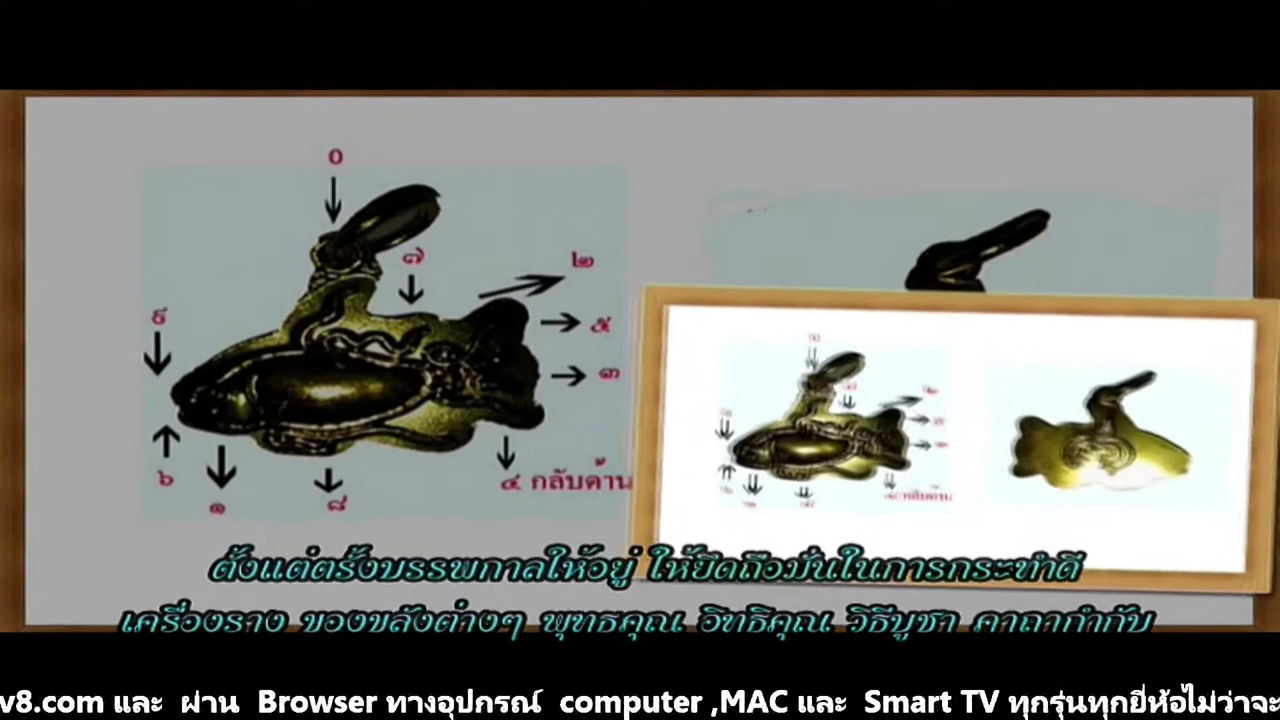 ๐
๗
๒
๕
๓
๖
๑
๘
๔ กลับด้าน
ตั้งแต่ครั้งบรรพกาลให้อยู่ ให้ยึดถือมั่นในการกระทำดี
เครื่องราง ของขลังต่างๆ พุทธคุณ อิทธิคุณ วิธีบูชา คาถากำกับ
v8.com และ ผ่าน Browser ทางอุปกรณ์ computer ,MAC และ Smart TV ทุกรุ่นทุกยี่ห้อไม่ว่าจะ